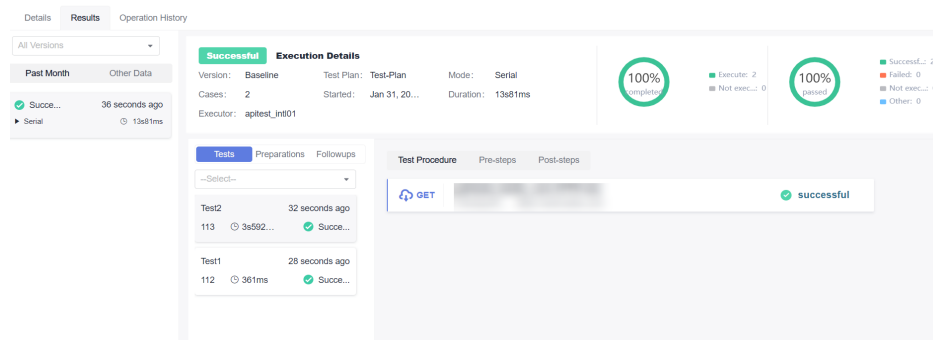 Details Results Operation History
All Versions
Past Month Other Data
Succe... 36 seconds ago
Serial 13s81ms
Successful Execution Details
Version: Baseline Test Plan: Test-Plan Mode: Serial
Cases: 2 Started: Jan 31, 20... Duration: 13s81ms
Executor: apitest_intl01
100%
completed
Execute: 2
Not exec...: 0
100%
passed
Successf...: 2
Failed: 0
Not exec...:
Other: 0
Tests Preparations Followups
--Select--
Test2 32 seconds ago
113 3s592... Succe...
Test1 28 seconds ago
112 361ms Succe...
Test Procedure Pre-steps Post-steps
GET successful